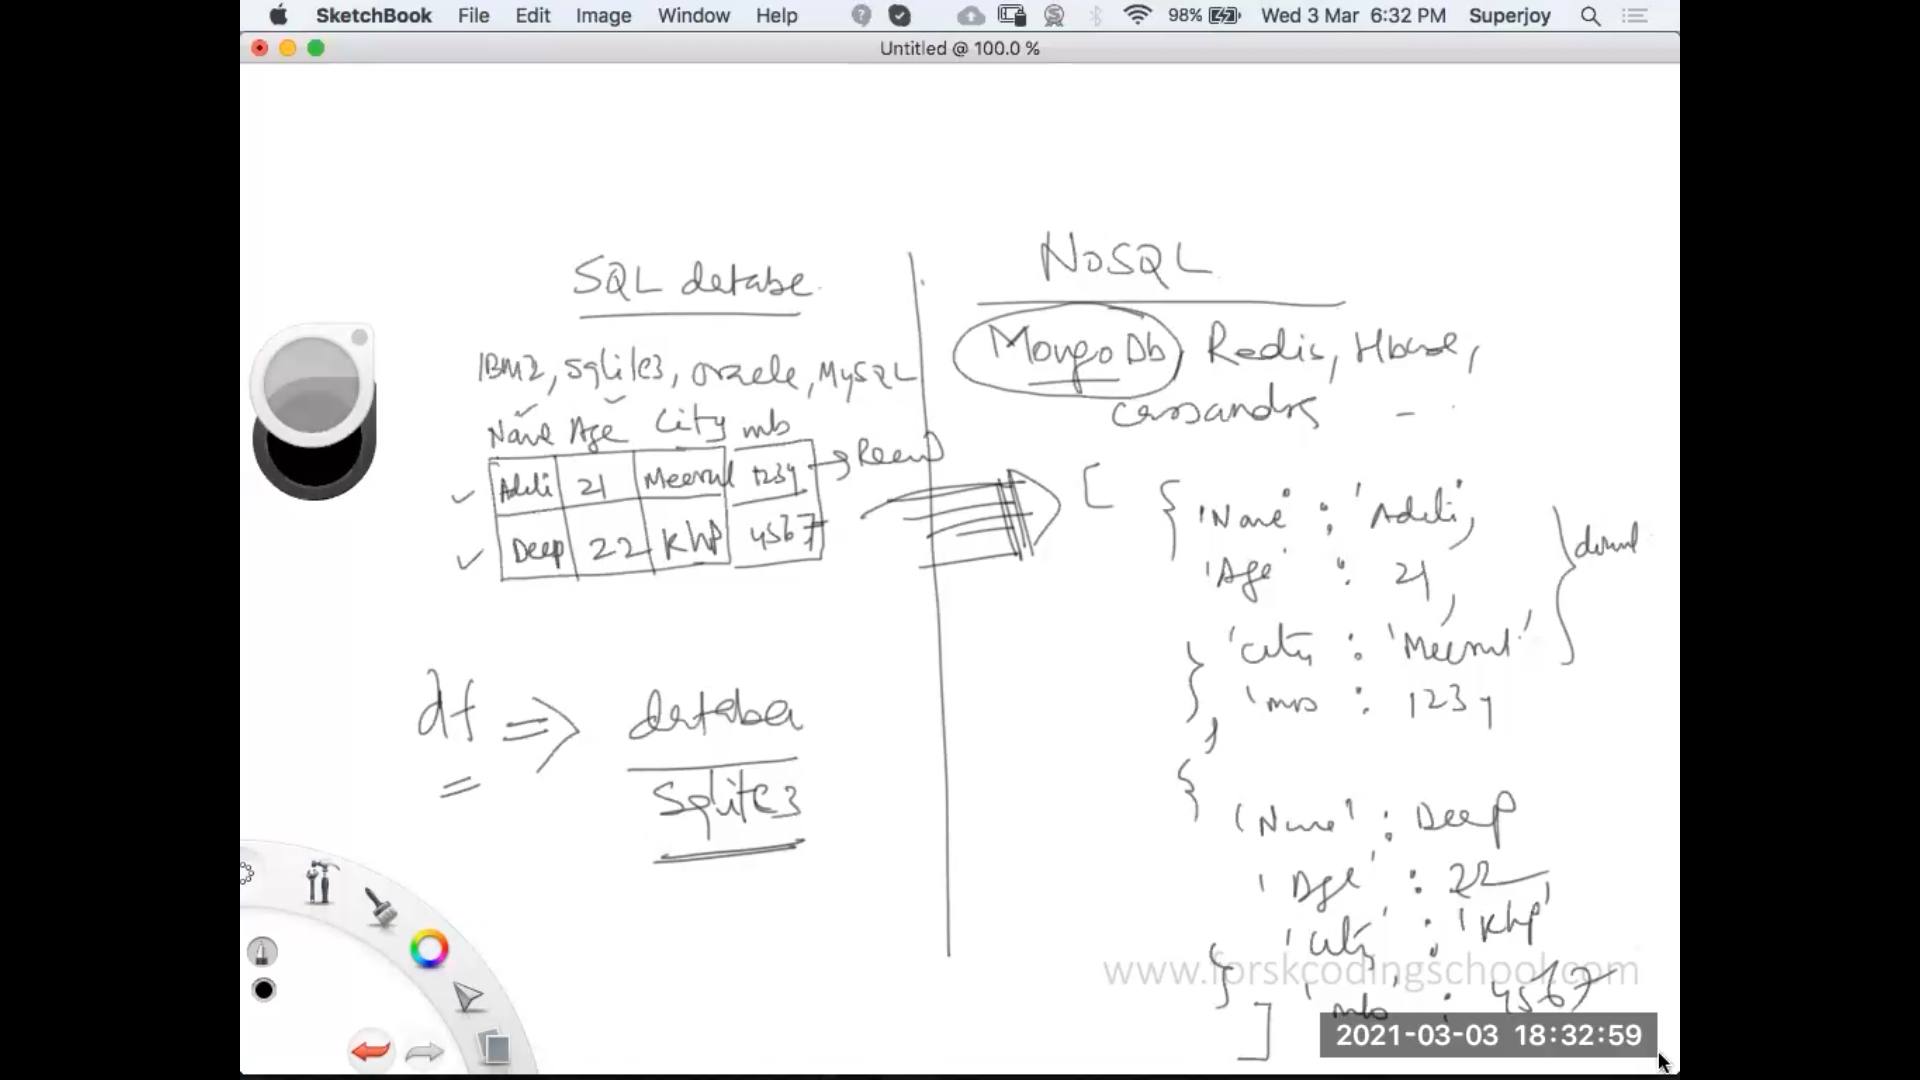 SketchBook File Edit Image Window Help 98% Wed 3 Mar 6:32 PM Superjoy
Untitled @ 100.0 %
SQL databe
IBM2, sqlite3, oracle, MySQL
Name Age City mb
Aditi 21 Meerut 1234
Deep 22 Khp 4567
df => databa
Sqlite3
NoSQL
MongoDb, Redis, Hbase,
Cassandra -
[
{ 'Name' : 'Aditi',
'Age' : 21,
'City : 'Meerut'
}, 'mb : 1234
{
'Name' : Deep
'Age' : 22
'City' : 'Khp'
} 'mb' : 4567
]
www.forskcodingschool.com
2021-03-03 18:32:59